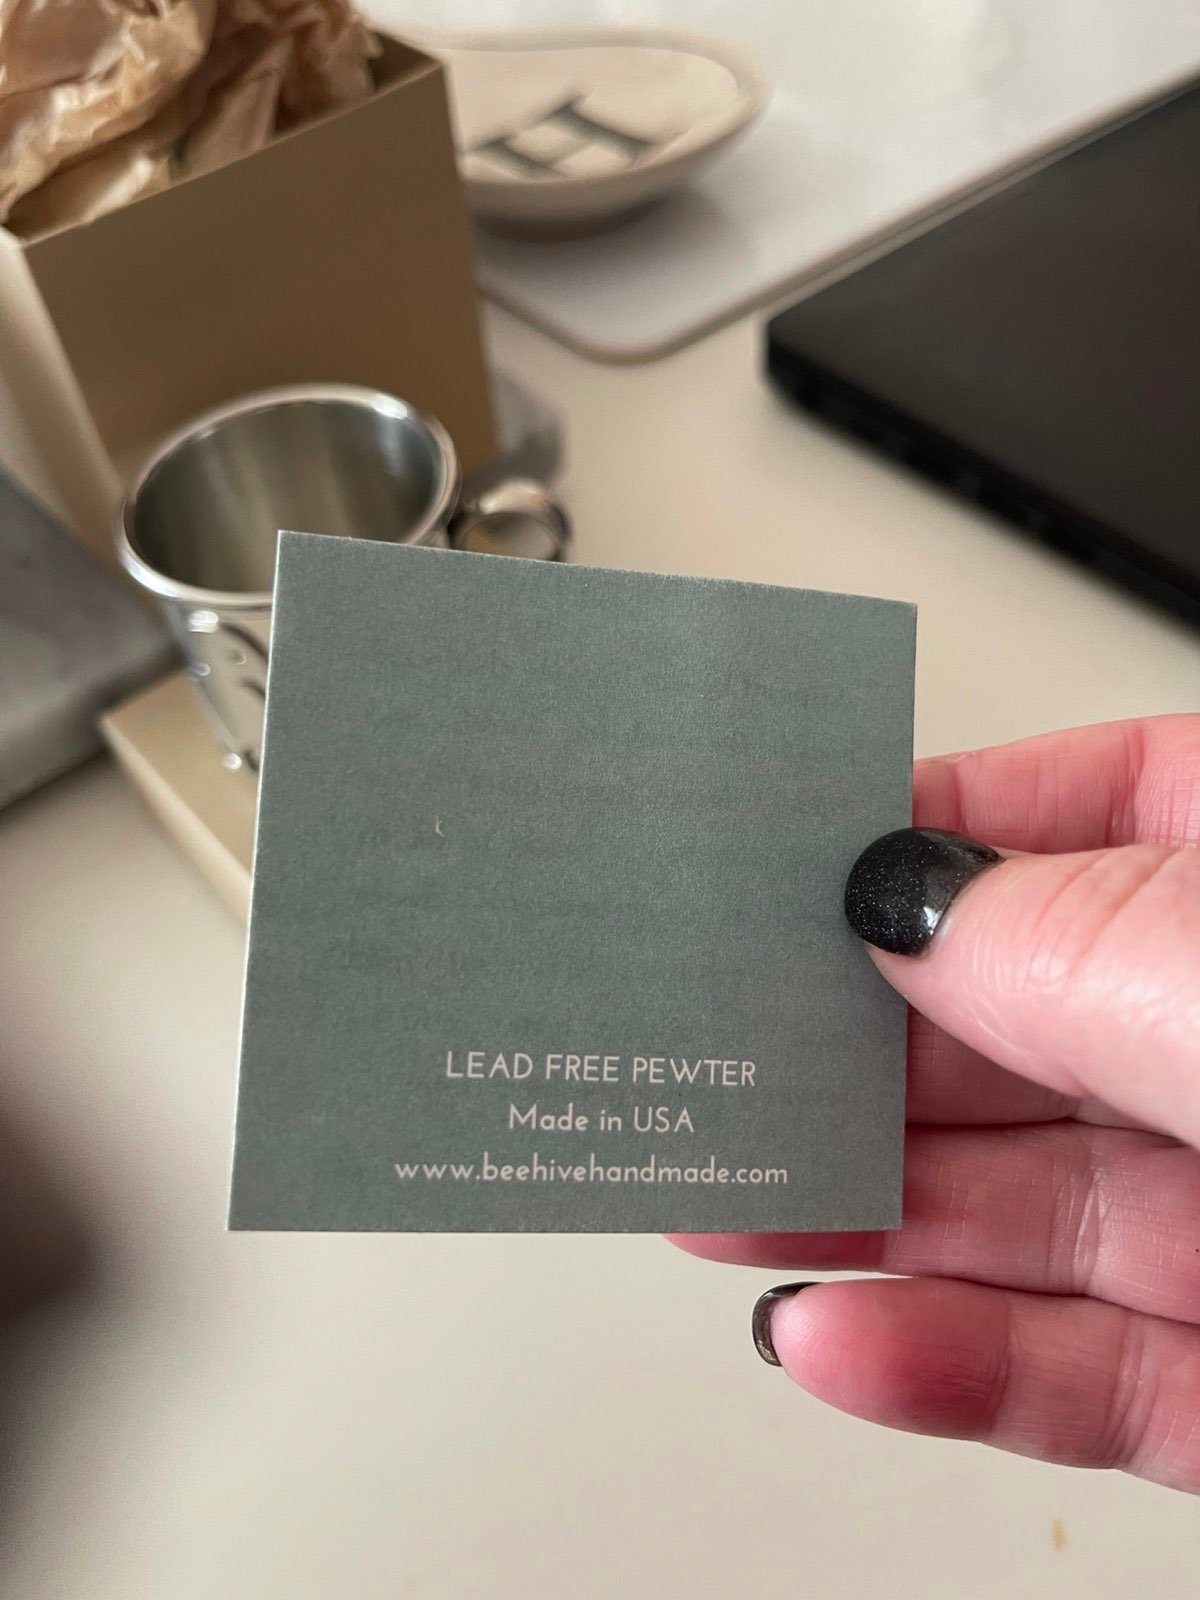 H
LEAD FREE PEWTER
Made in USA
www.beehivehandmade.com